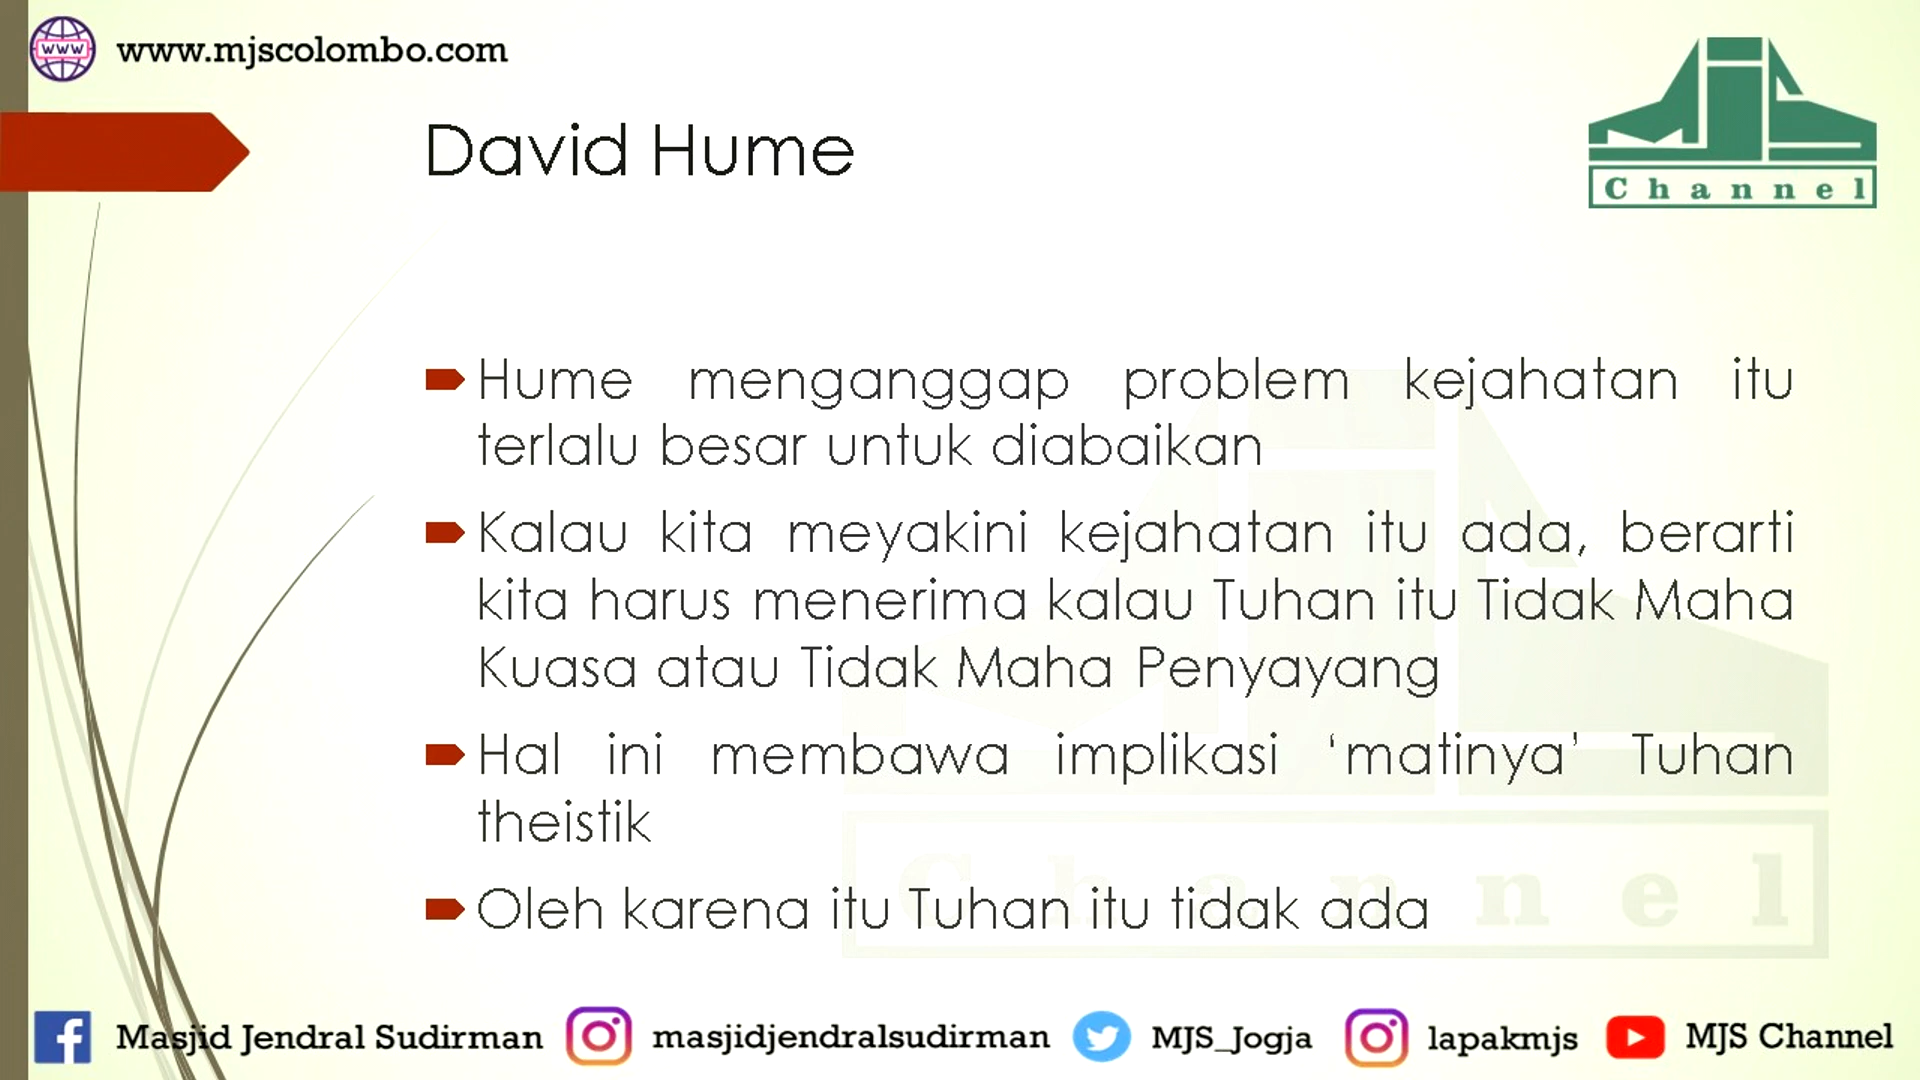 www
www.mjscolombo.com
David Hume
Channel
Hume menganggap problem kejahatan itu
terlalu besar untuk diabaikan
Kalau kita meyakini kejahatan itu ada, berarti
kita harus menerima kalau Tuhan itu Tidak Maha
Kuasa atau Tidak Maha Penyayang
Hal ini membawa implikasi ‘matinya’ Tuhan
theistik
Oleh karena itu Tuhan itu tidak ada
Channel
Masjid Jendral Sudirman masjidjendralsudirman MJS_Jogja lapakmjs MJS Channel